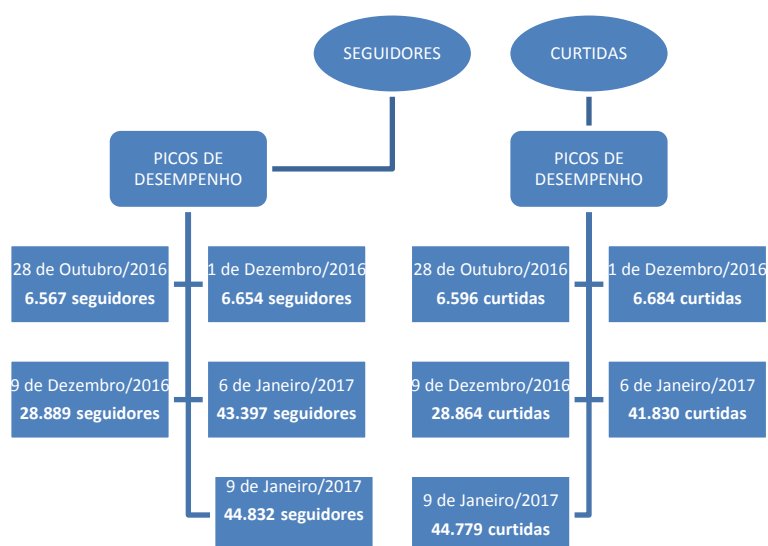 SEGUIDORES
CURTIDAS
PICOS DE
DESEMPENHO
PICOS DE
DESEMPENHO
28 de Outubro/2016
6.567 seguidores
1 de Dezembro/2016
6.654 seguidores
28 de Outubro/2016
6.596 curtidas
1 de Dezembro/2016
6.684 curtidas
9 de Dezembro/2016
28.889 seguidores
6 de Janeiro/2017
43.397 seguidores
9 de Dezembro/2016
28.864 curtidas
6 de Janeiro/2017
41.830 curtidas
9 de Janeiro/2017
44.832 seguidores
9 de Janeiro/2017
44.779 curtidas